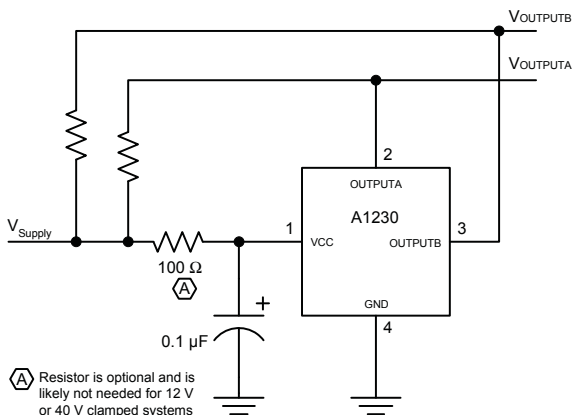 VOUTPUTB
VOUTPUTA
2
OUTPUTA
A1230
VSupply
1
VCC
OUTPUTB
3
100 Ω
A
GND
4
+
0.1 µF
A Resistor is optional and is
likely not needed for 12 V
or 40 V clamped systems